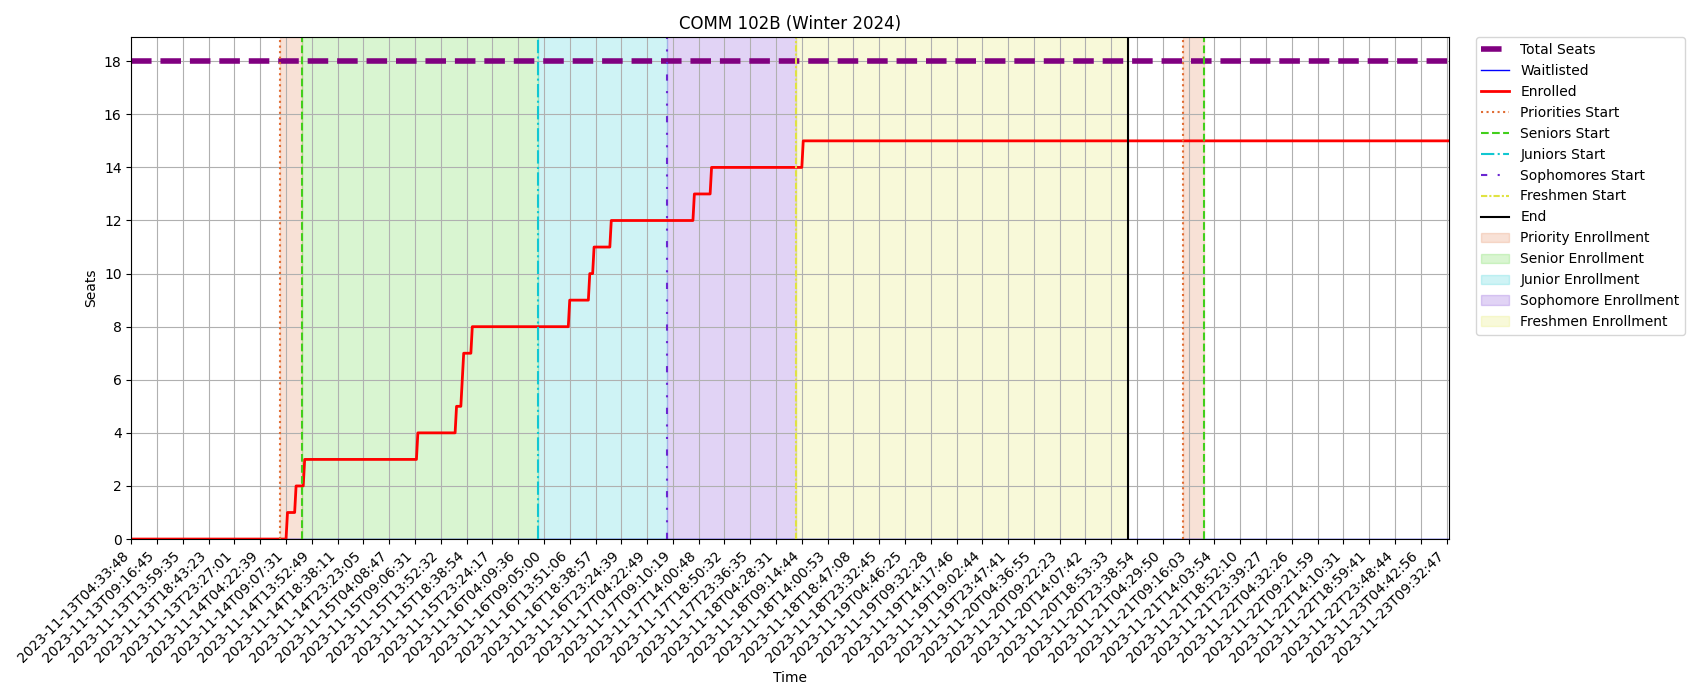 COMM 102B (Winter 2024)
Total Seats
Waitlisted
Enrolled
Priorities Start
Seniors Start
Juniors Start
Sophomores Start
Freshmen Start
End
Priority Enrollment
Senior Enrollment
Junior Enrollment
Sophomore Enrollment
Freshmen Enrollment
Seats
18
16
14
12
10
8
6
4
2
0
2023-11-13T04:33:48
2023-11-13T09:16:45
2023-11-13T13:59:35
2023-11-13T18:43:23
2023-11-13T23:27:01
2023-11-14T04:22:39
2023-11-14T09:07:31
2023-11-14T13:52:49
2023-11-14T18:38:11
2023-11-14T23:23:05
2023-11-15T04:08:47
2023-11-15T09:06:31
2023-11-15T13:52:32
2023-11-15T18:38:54
2023-11-15T23:24:17
2023-11-16T04:09:36
2023-11-16T09:05:00
2023-11-16T13:51:06
2023-11-16T18:38:57
2023-11-16T23:24:39
2023-11-17T04:22:49
2023-11-17T09:10:19
2023-11-17T14:00:48
2023-11-17T18:50:32
2023-11-17T23:36:35
2023-11-18T04:28:31
2023-11-18T09:14:44
2023-11-18T14:00:53
2023-11-18T18:47:08
2023-11-18T23:32:45
2023-11-19T04:46:25
2023-11-19T09:32:28
2023-11-19T14:17:46
2023-11-19T19:02:44
2023-11-19T23:47:41
2023-11-20T04:36:55
2023-11-20T09:22:23
2023-11-20T14:07:42
2023-11-20T18:53:33
2023-11-20T23:38:54
2023-11-21T04:29:50
2023-11-21T09:16:03
2023-11-21T14:03:54
2023-11-21T18:52:10
2023-11-21T23:39:27
2023-11-22T04:32:26
2023-11-22T09:21:59
2023-11-22T14:10:31
2023-11-22T18:59:41
2023-11-22T23:48:44
2023-11-23T04:42:56
2023-11-23T09:32:47
Time